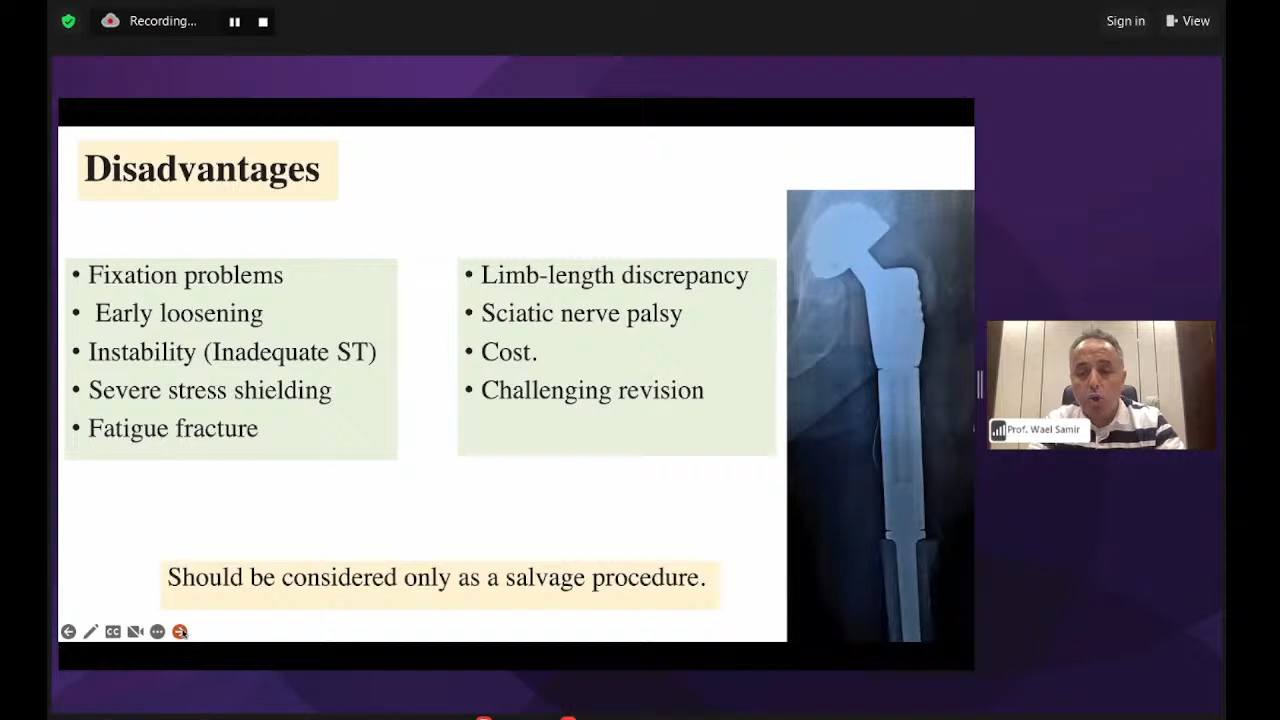 Recording...
Sign in
View
Disadvantages
• Fixation problems
• Early loosening
• Instability (Inadequate ST)
• Severe stress shielding
• Fatigue fracture
• Limb-length discrepancy
• Sciatic nerve palsy
• Cost.
• Challenging revision
Should be considered only as a salvage procedure.
CC
Prof. Wael Samir